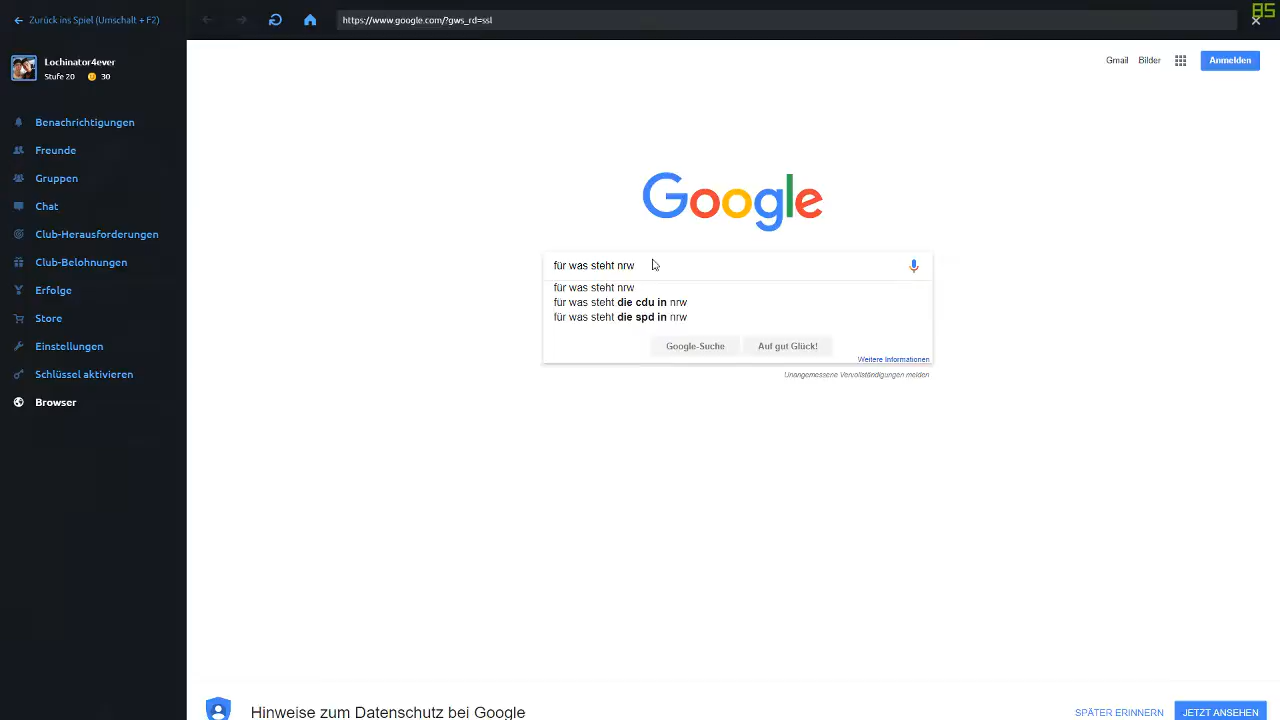 Zurück ins Spiel (Umschalt + F2)
https://www.google.com/?gws_rd=ssl
85
Lochinator4ever
Stufe 20 30
Benachrichtigungen
Freunde
Gruppen
Chat
Club-Herausforderungen
Club-Belohnungen
Erfolge
Store
Einstellungen
Schlüssel aktivieren
Browser
Gmail Bilder Anmelden
Google
für was steht nrw
für was steht nrw
für was steht die cdu in nrw
für was steht die spd in nrw
Google-Suche Auf gut Glück!
Weitere Informationen
Unangemessene Vervollständigungen melden
Hinweise zum Datenschutz bei Google
SPÄTER ERINNERN JETZT ANSEHEN